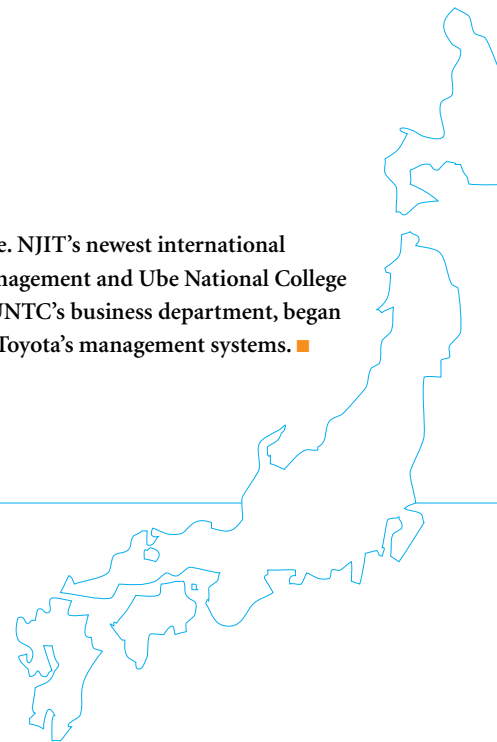 e. NJIT’s newest international
nagement and Ube National College
UNTC’s business department, began
Toyota’s management systems. ■